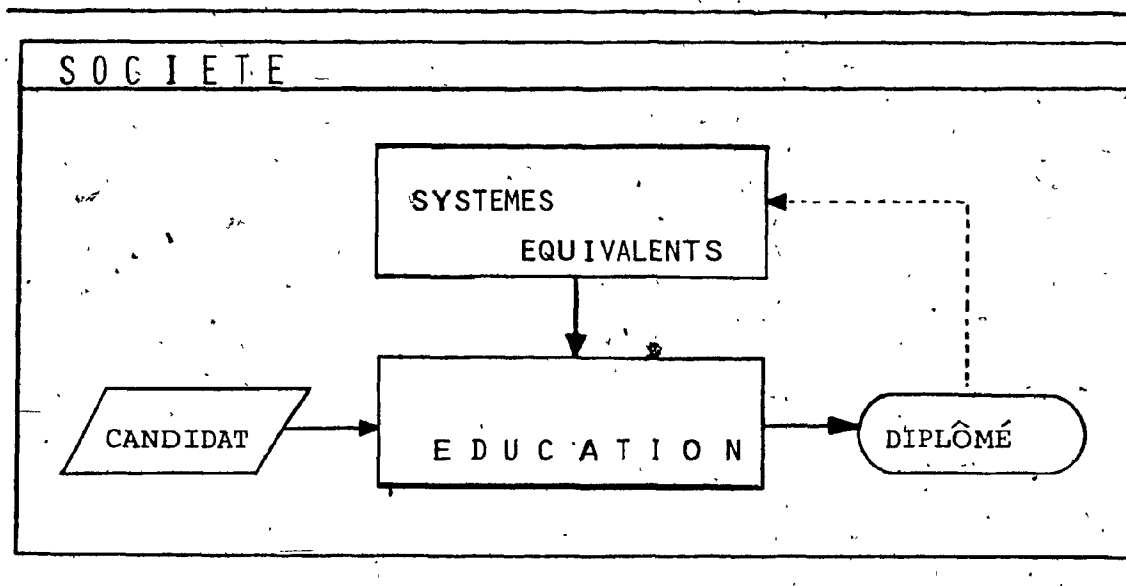 SOCIETE
SYSTEMES
EQUIVALENTS
CANDIDAT
EDUCATION
DIPLÔMÉ